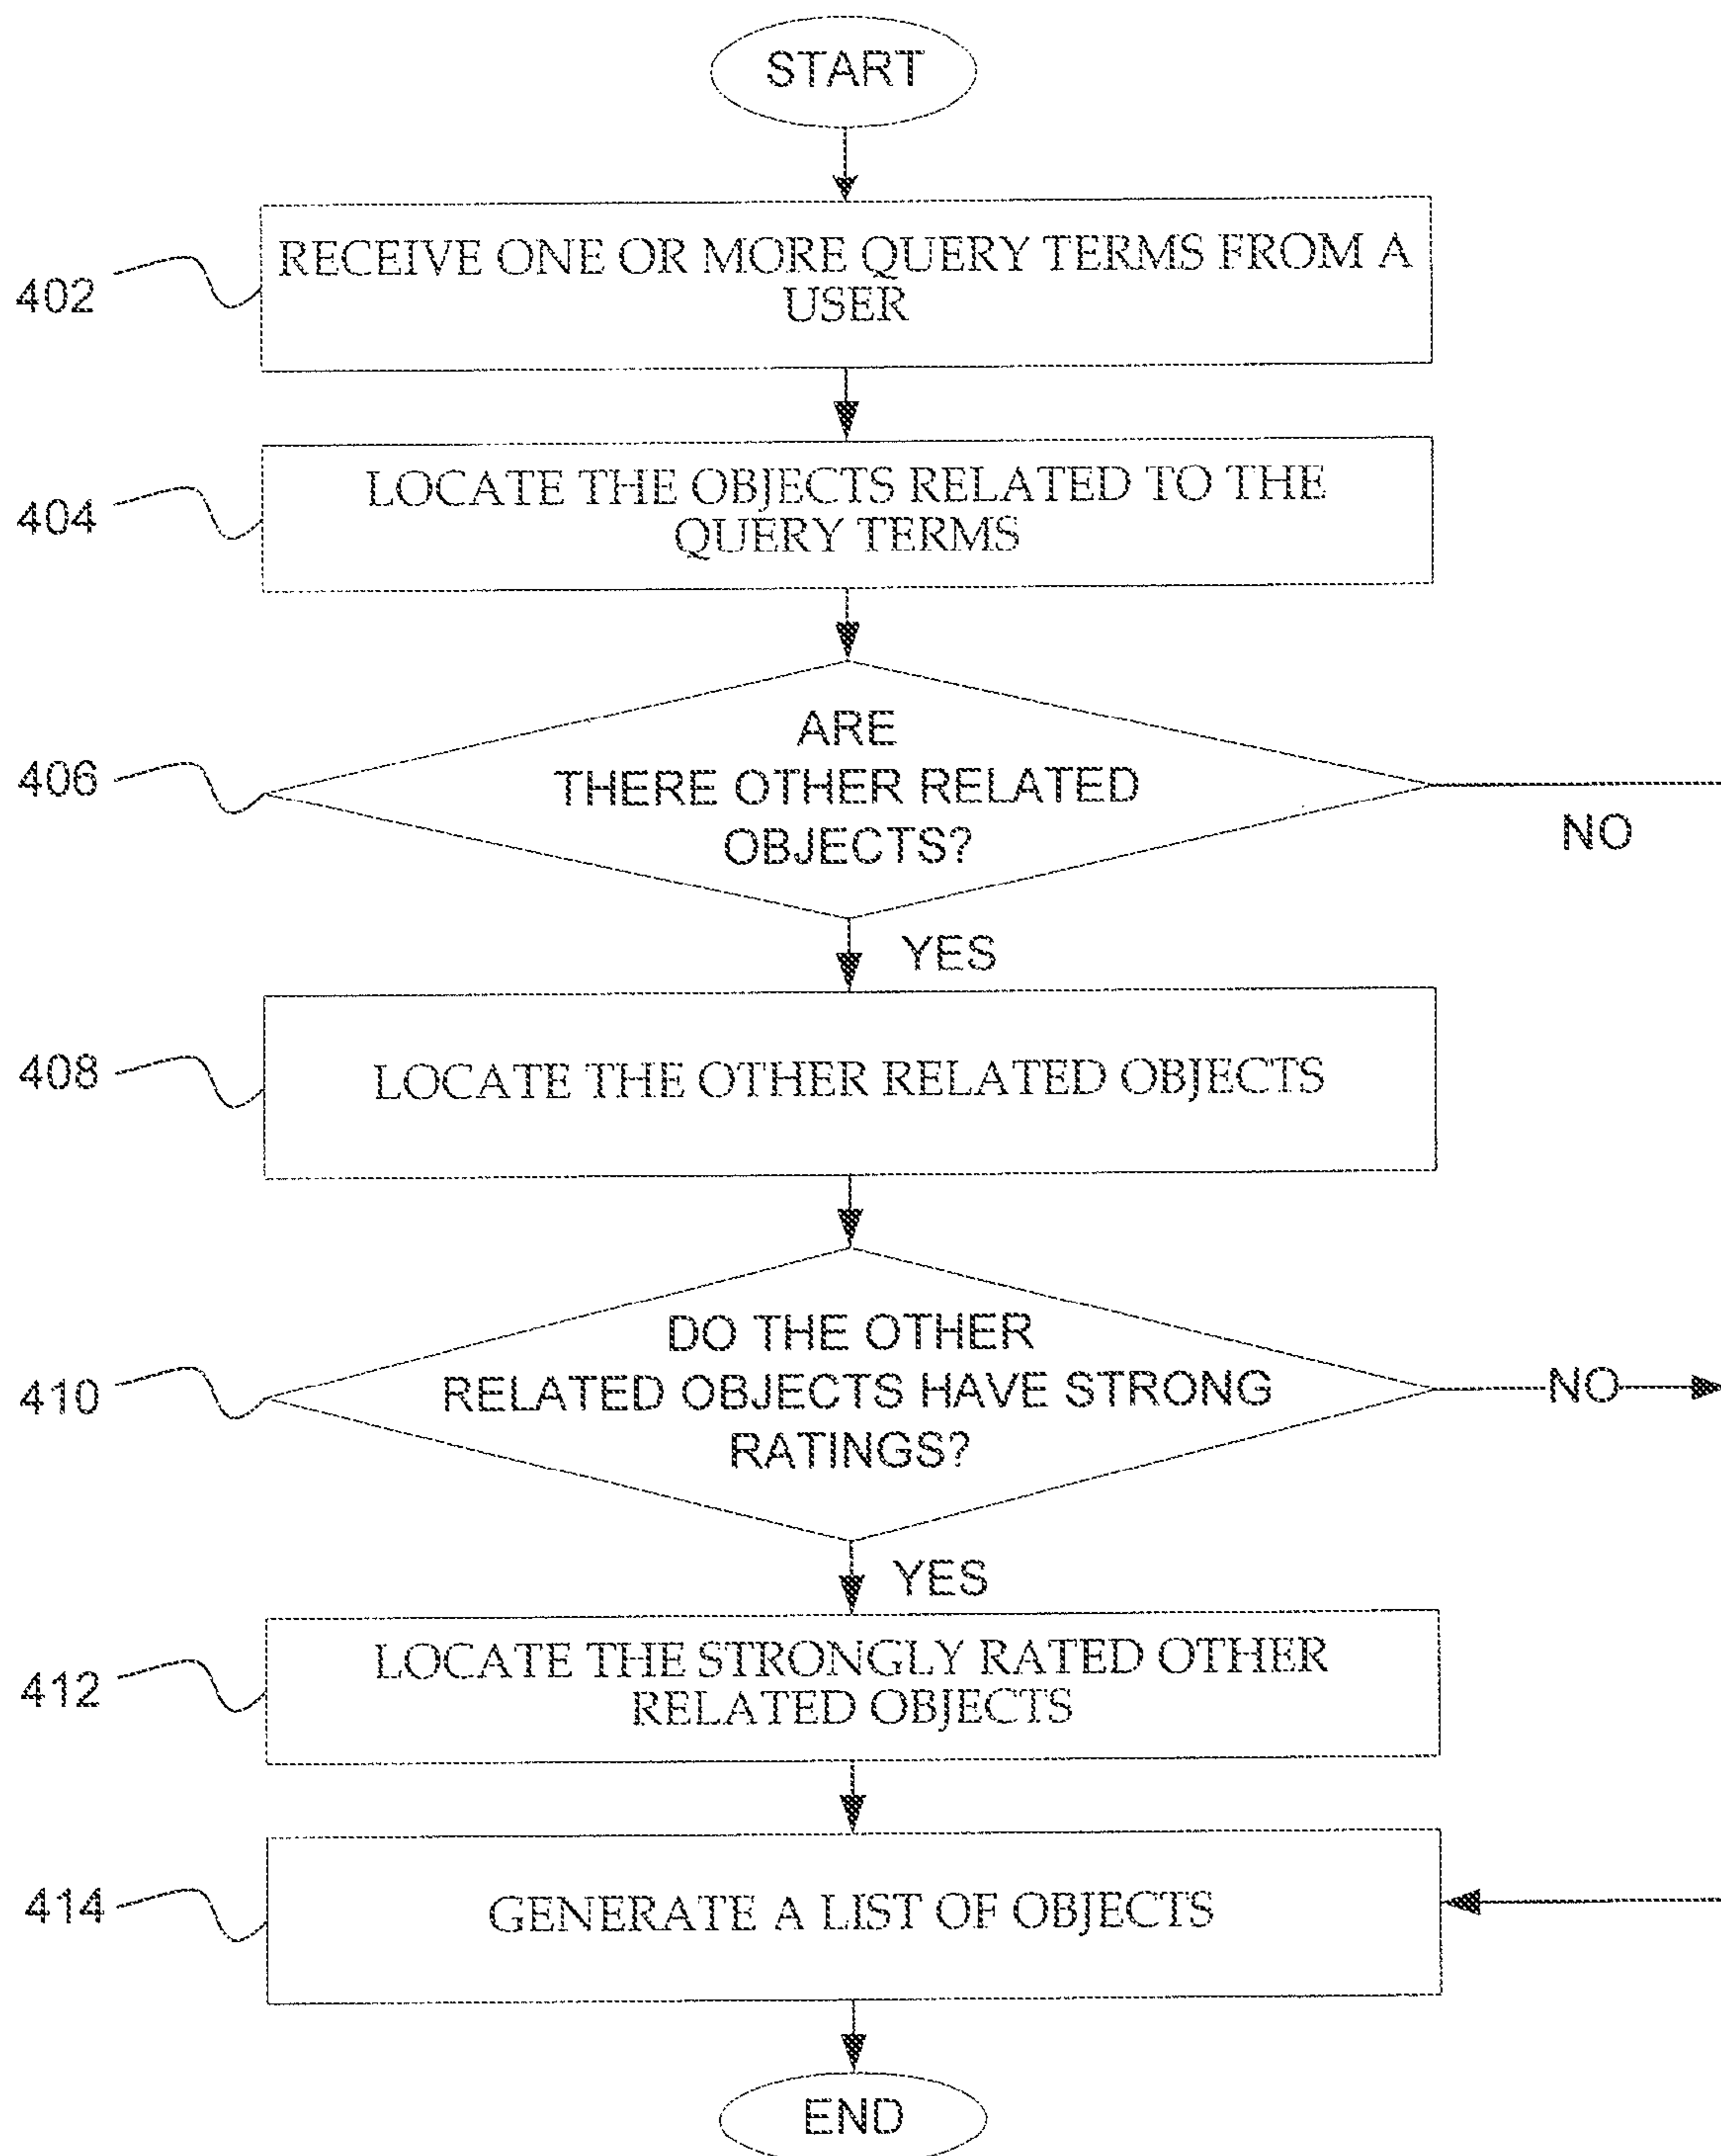 START
402
RECEIVE ONE OR MORE QUERY TERMS FROM A
USER
404
LOCATE THE OBJECTS RELATED TO THE
QUERY TERMS
406
ARE
THERE OTHER RELATED
OBJECTS?
NO
YES
408
LOCATE THE OTHER RELATED OBJECTS
410
DO THE OTHER
RELATED OBJECTS HAVE STRONG
RATINGS?
NO
YES
412
LOCATE THE STRONGLY RATED OTHER
RELATED OBJECTS
414
GENERATE A LIST OF OBJECTS
END